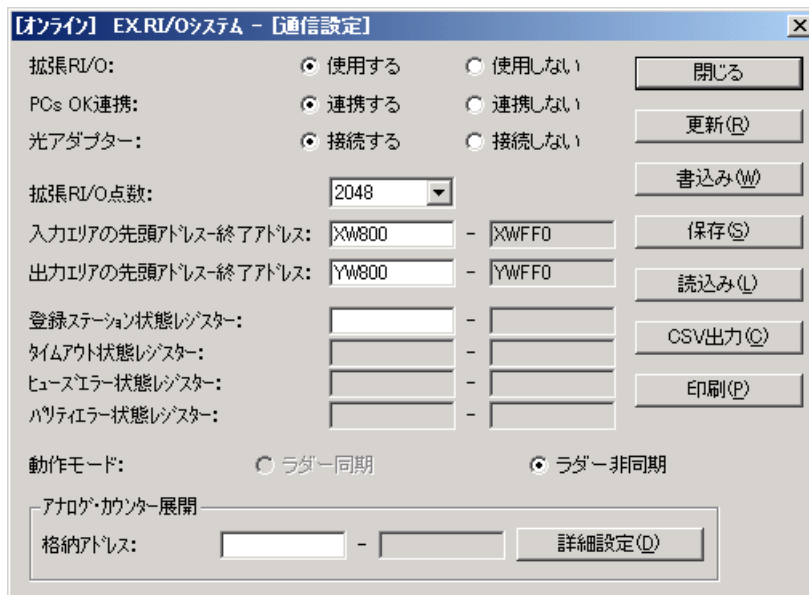 [オンライン] EX.RI/Oシステム - [通信設定]
拡張RI/O: 使用する 使用しない 閉じる
PCs OK連携: 連携する 連携しない 更新(R)
光アダプター: 接続する 接続しない
拡張RI/O点数: 2048 書込み(W)
入力エリアの先頭アドレス-終了アドレス: XW800 - XWFF0 保存(S)
出力エリアの先頭アドレス-終了アドレス: YW800 - YWFF0 読込み(L)
登録ステーション状態レジスター: -
タイムアウト状態レジスター: - CSV出力(C)
ヒューズエラー状態レジスター: - 印刷(P)
パリティエラー状態レジスター: -
動作モード: ラダー同期 ラダー非同期
アナログ・カウンター展開
格納アドレス: - 詳細設定(D)